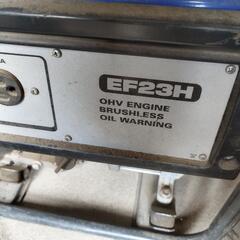 A
EF23H
OHV ENGINE
BRUSHLESS
OIL WARNING